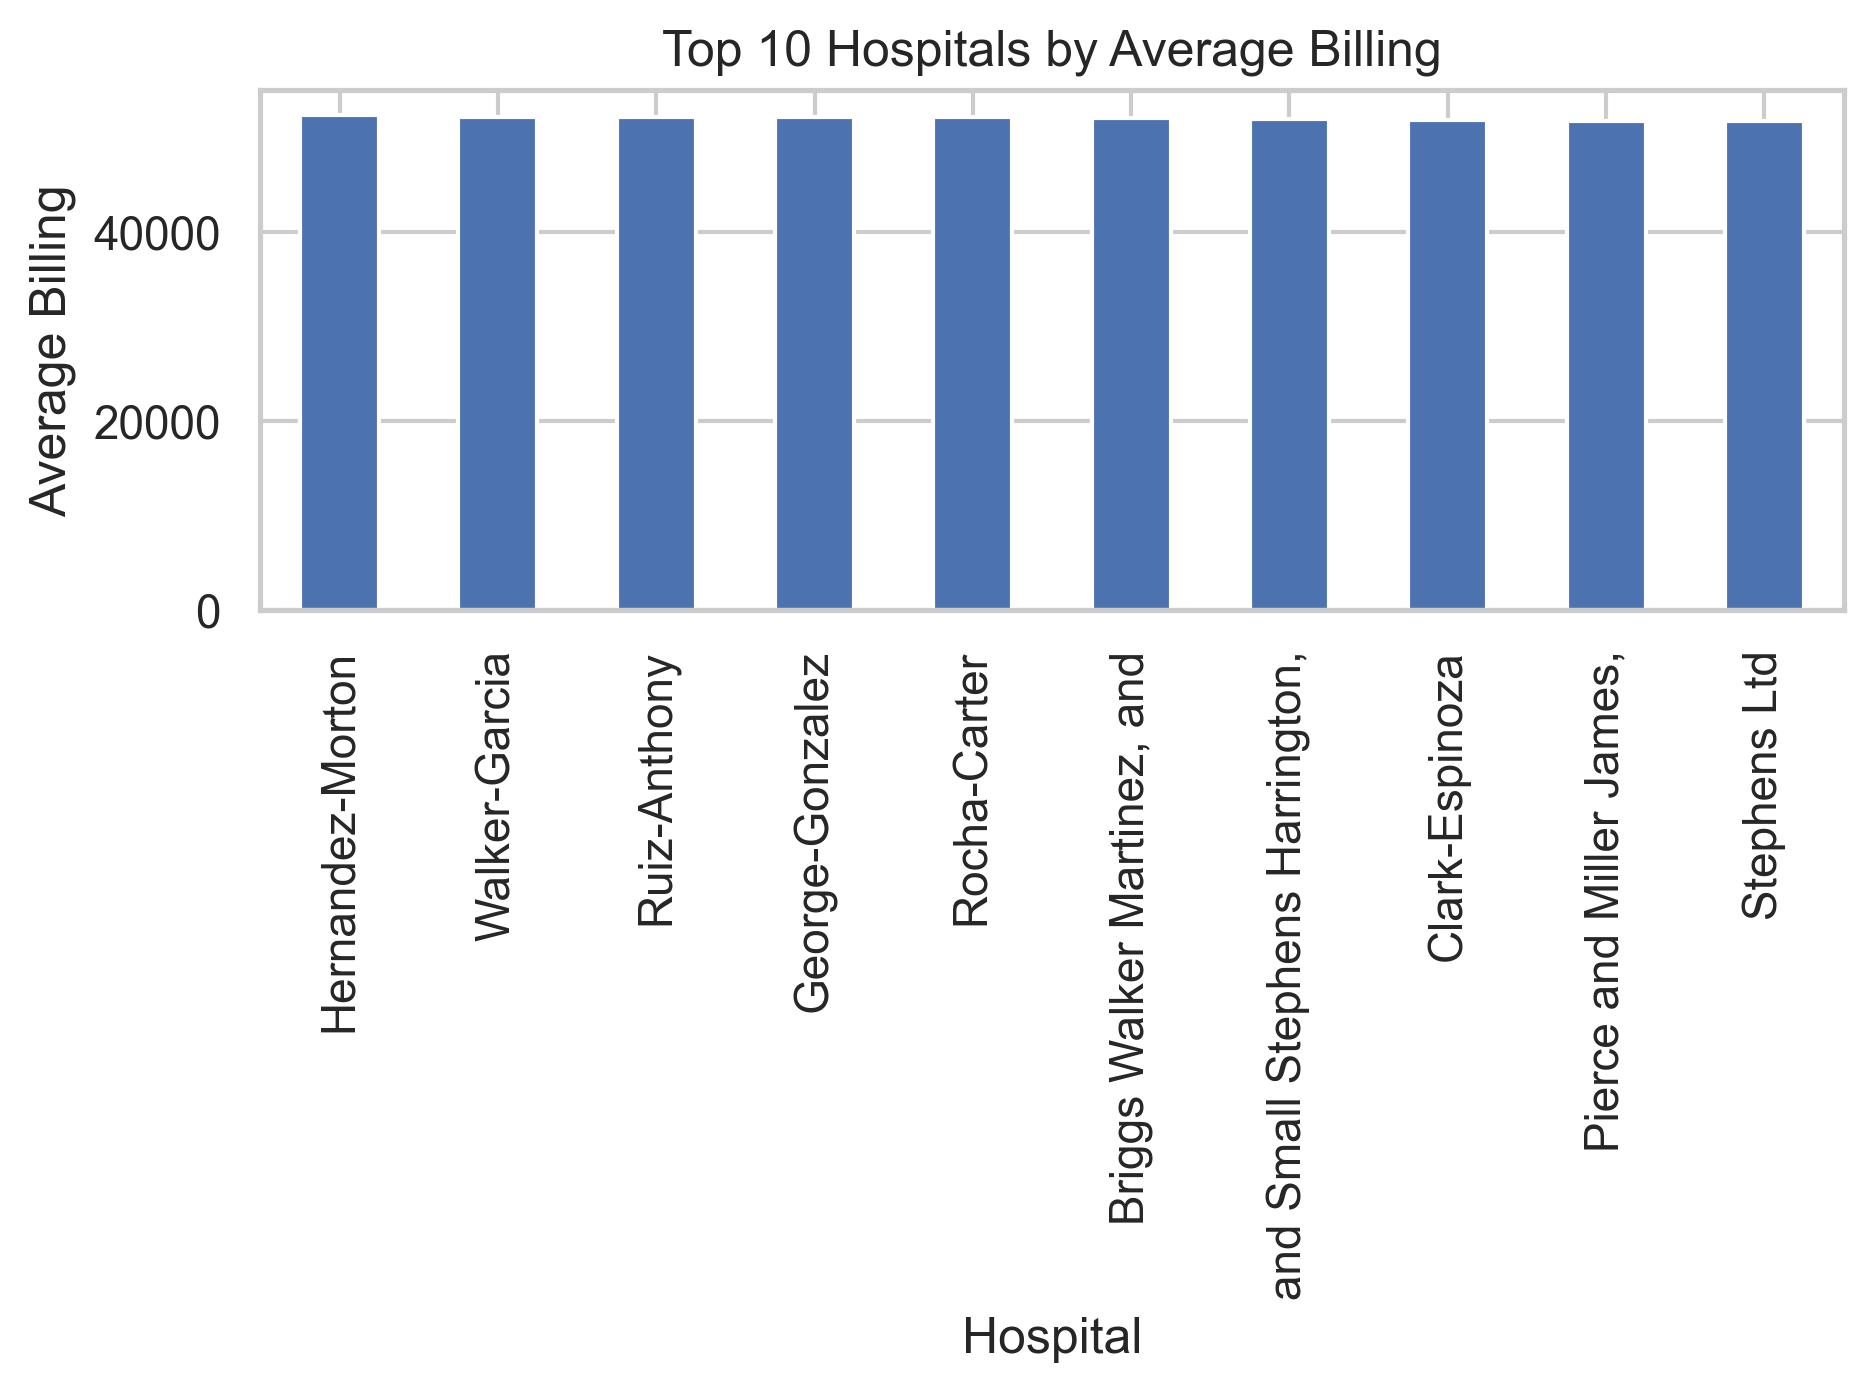 Top 10 Hospitals by Average Billing
Average Billing
40000
20000
0
Hernandez-Morton
Walker-Garcia
Ruiz-Anthony
George-Gonzalez
Rocha-Carter
Briggs Walker Martinez, and
and Small Stephens Harrington,
Clark-Espinoza
Pierce and Miller James,
Stephens Ltd
Hospital